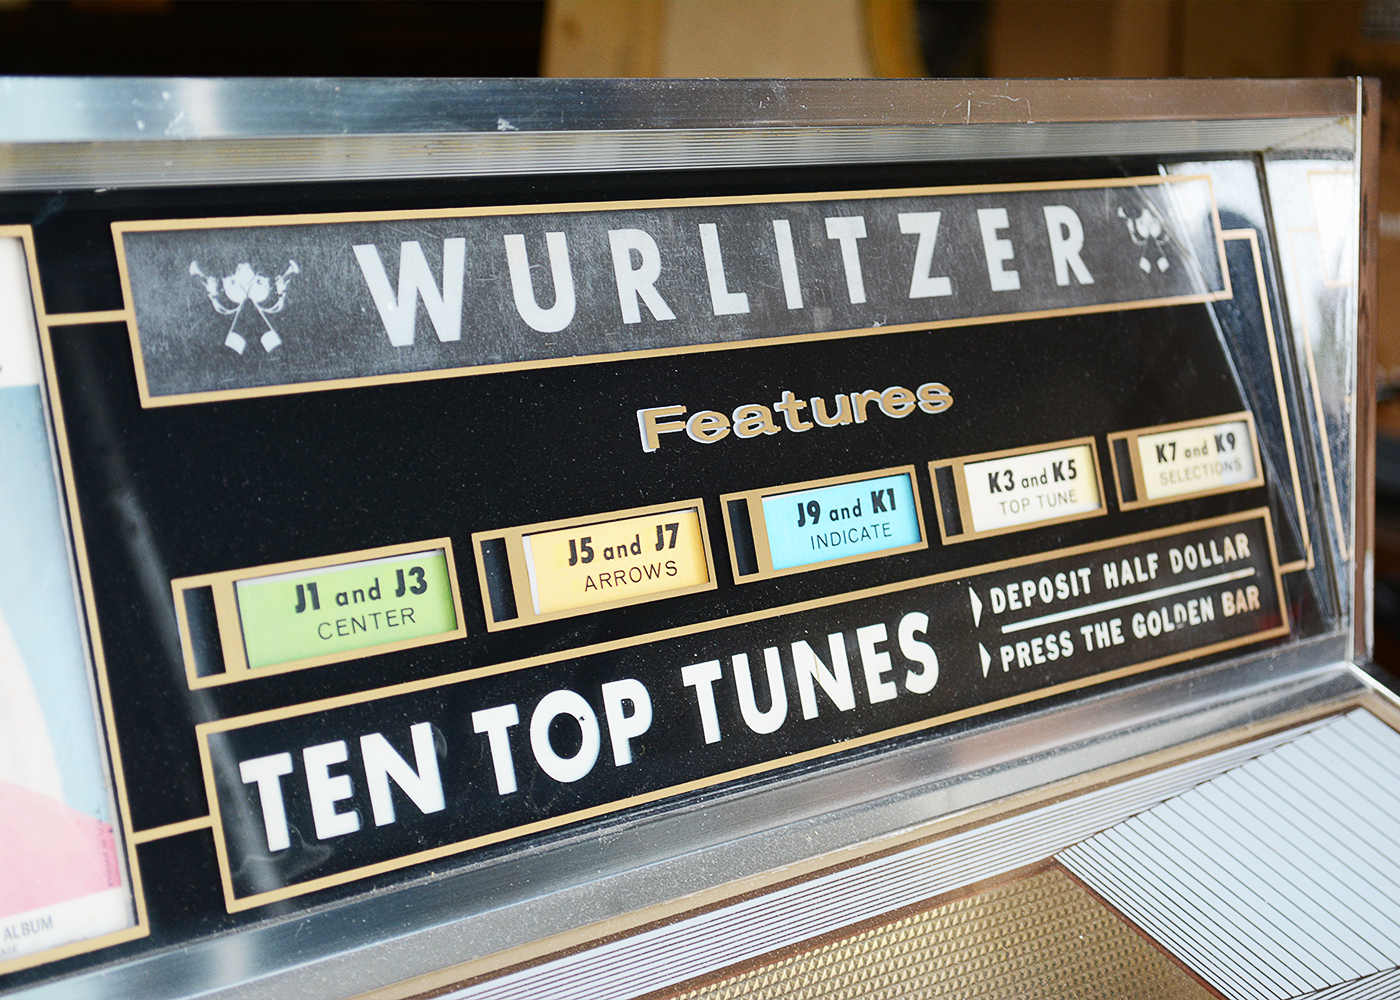 WURLITZER
Features
J1 and J3
CENTER
J5 and J7
ARROWS
J9 and K1
INDICATE
K3 and K5
TOP TUNE
K7 and K9
SELECTIONS
TEN TOP TUNES
DEPOSIT HALF DOLLAR
PRESS THE GOLDEN BAR
ALBUM